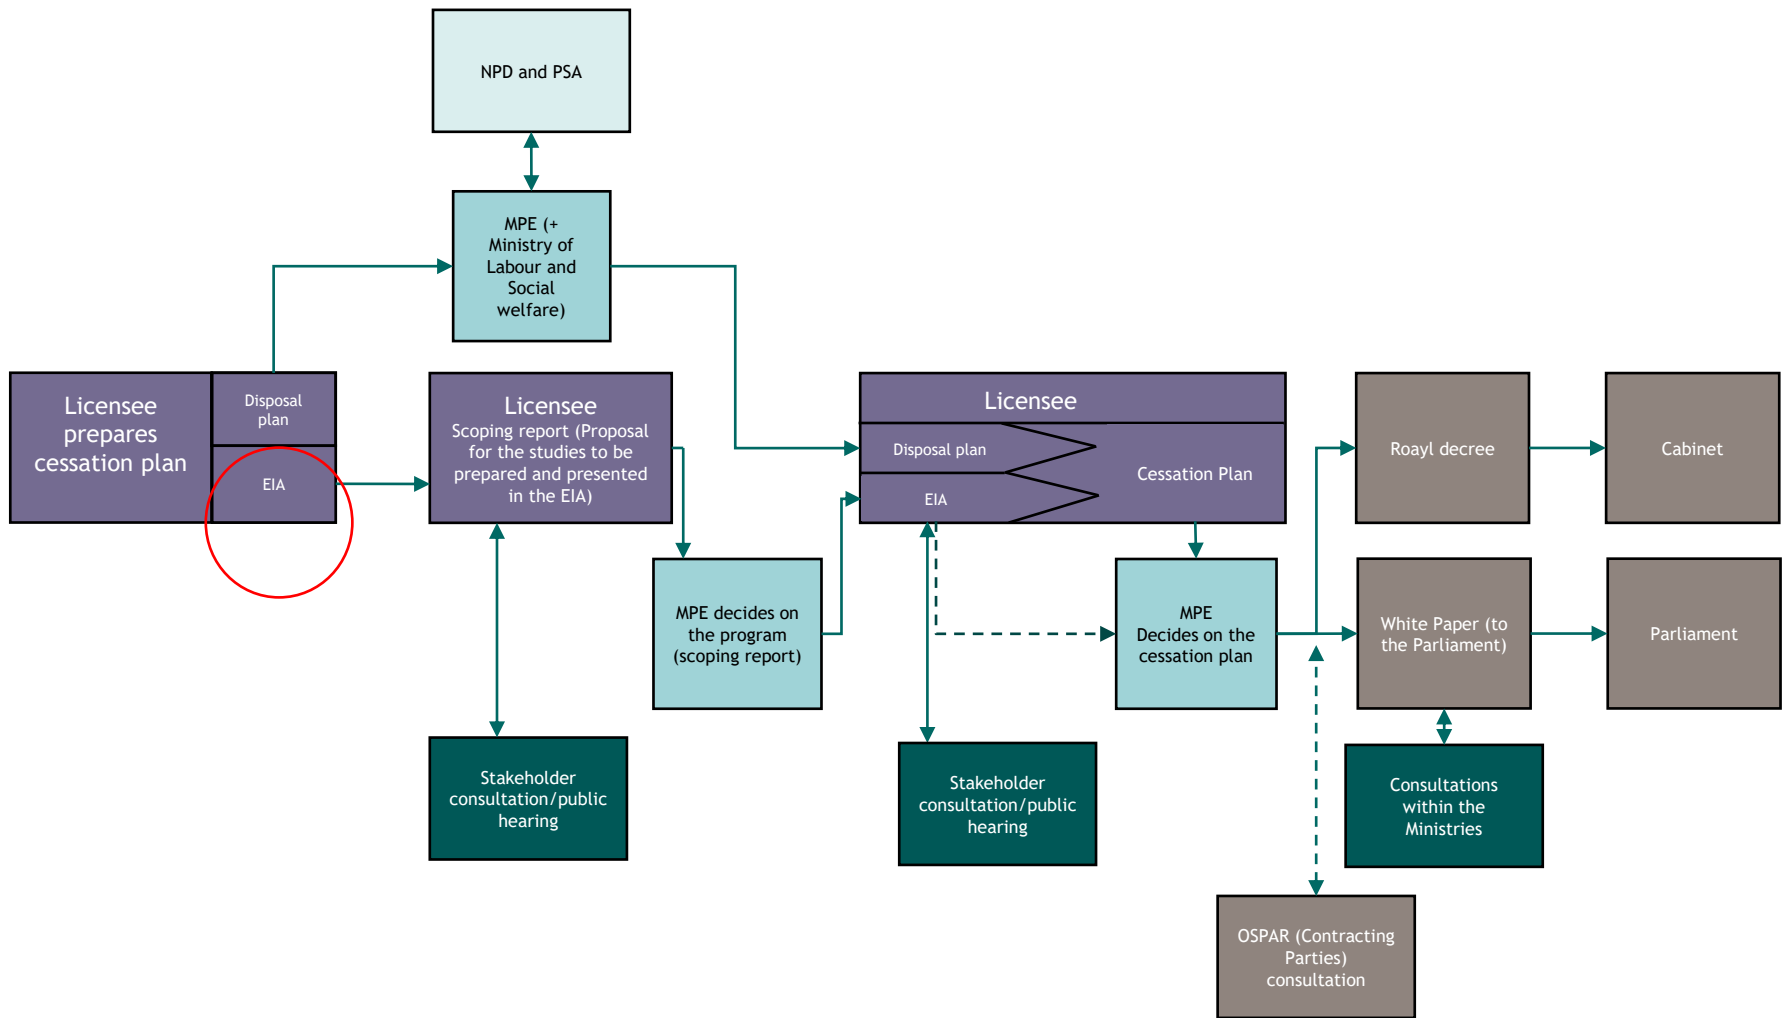 NPD and PSA
MPE (+
Ministry of
Labour and
Social
welfare)
Licensee
prepares
cessation plan
Disposal
plan
EIA
Licensee
Scoping report (Proposal
for the studies to be
prepared and presented
in the EIA)
Licensee
Disposal plan
EIA
Cessation Plan
Roayl decree
Cabinet
MPE decides on
the program
(scoping report)
MPE
Decides on the
cessation plan
White Paper (to
the Parliament)
Parliament
Stakeholder
consultation/public
hearing
Stakeholder
consultation/public
hearing
Consultations
within the
Ministries
OSPAR (Contracting
Parties)
consultation